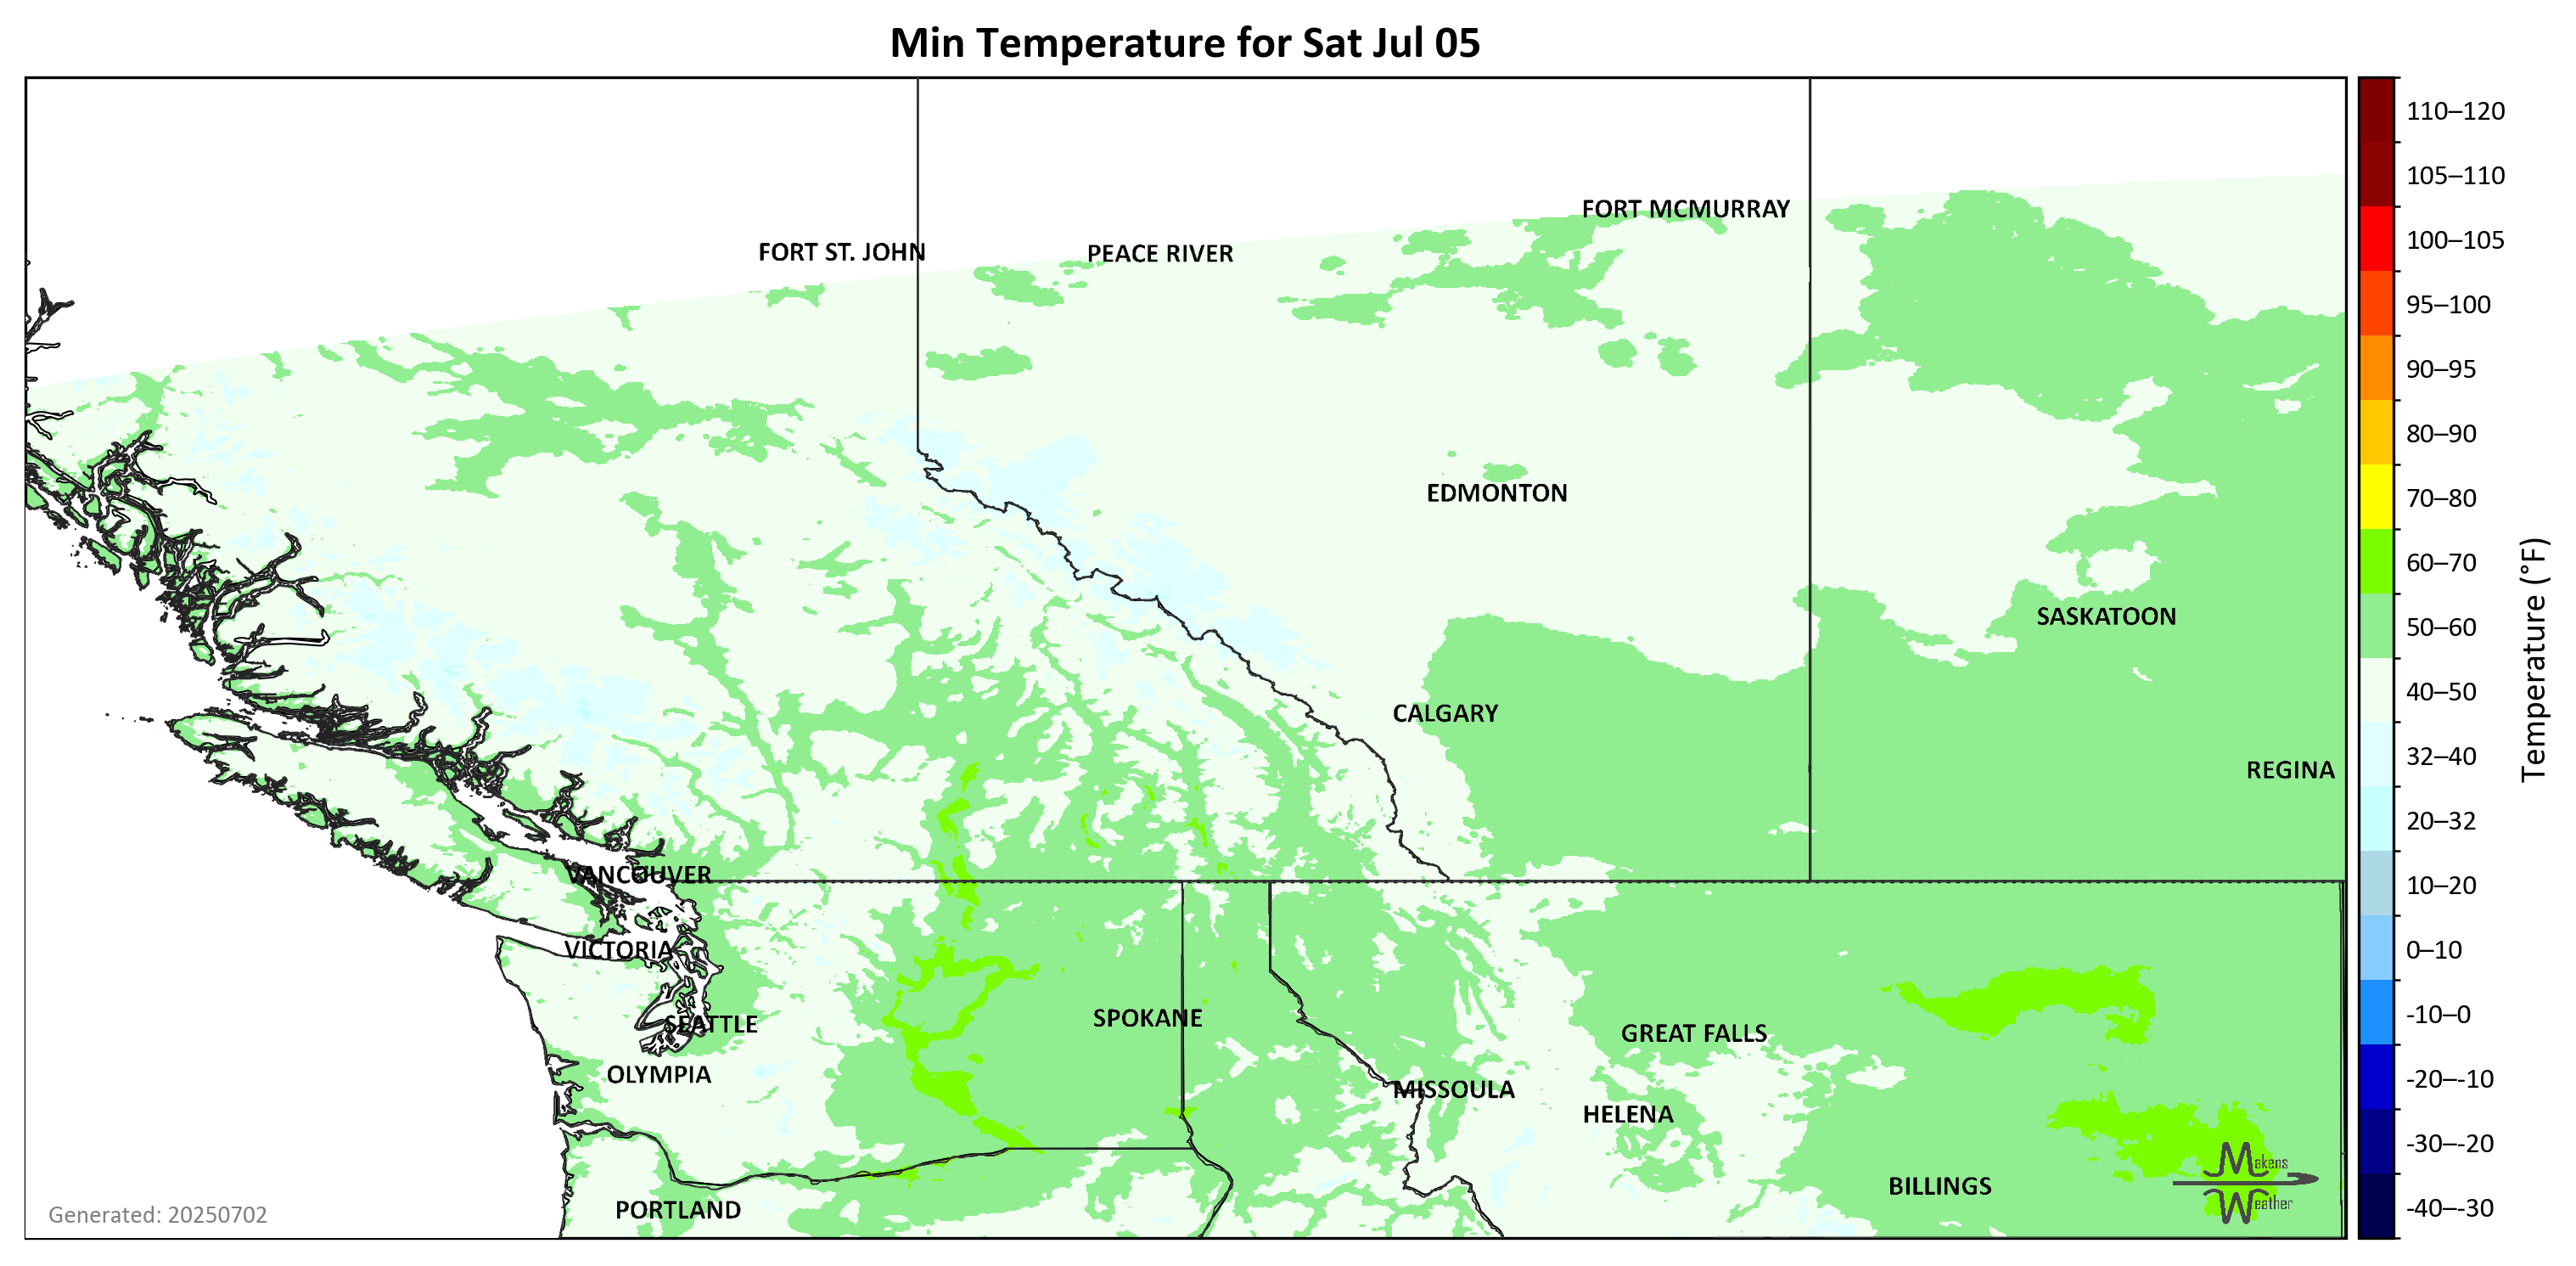 Min Temperature for Sat Jul 05
FORT MCMURRAY
FORT ST. JOHN
PEACE RIVER
EDMONTON
SASKATOON
CALGARY
REGINA
VANCOUVER
VICTORIA
SEATTLE
SPOKANE
GREAT FALLS
OLYMPIA
MISSOULA
HELENA
BILLINGS
PORTLAND
Makens
Weather
Generated: 20250702
110–120
105–110
100–105
95–100
90–95
80–90
70–80
60–70
50–60
40–50
32–40
20–32
10–20
0–10
-10–0
-20–-10
-30–-20
-40–-30
Temperature (°F)